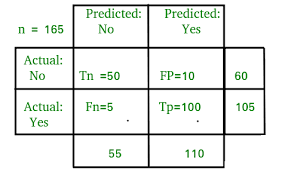 Predicted: Predicted:
n = 165 No Yes
Actual:
No Tn =50 FP=10 60
Actual:
Yes Fn=5 Tp=100 105
55 110